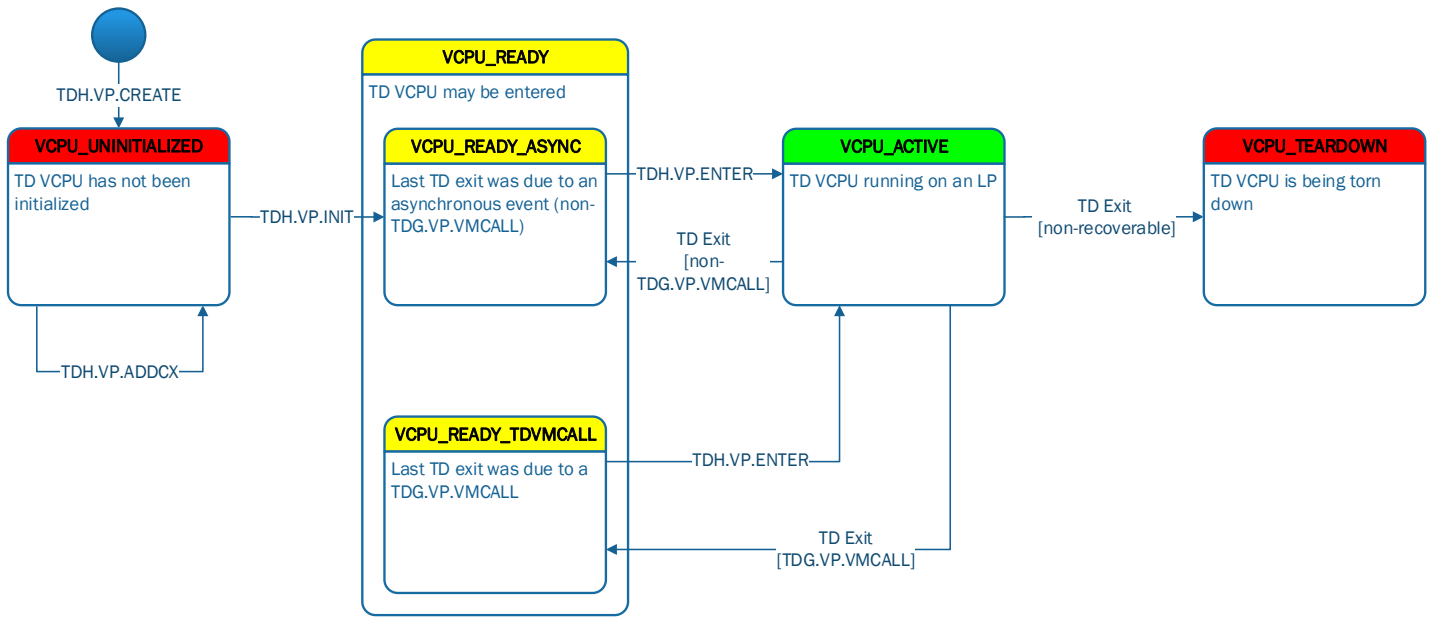 TDH.VP.CREATE
VCPU_UNINITIALIZED
TD VCPU has not been
initialized
TDH.VP.ADDCX
TDH.VP.INIT
VCPU_READY
TD VCPU may be entered
VCPU_READY_ASYNC
Last TD exit was due to an
asynchronous event (non-
TDG.VP.VMCALL)
VCPU_READY_TDVMCALL
Last TD exit was due to a
TDG.VP.VMCALL
TDH.VP.ENTER
TD Exit
[non-
TDG.VP.VMCALL]
TDH.VP.ENTER
TD Exit
[TDG.VP.VMCALL]
VCPU_ACTIVE
TD VCPU running on an LP
TD Exit
[non-recoverable]
VCPU_TEARDOWN
TD VCPU is being torn
down